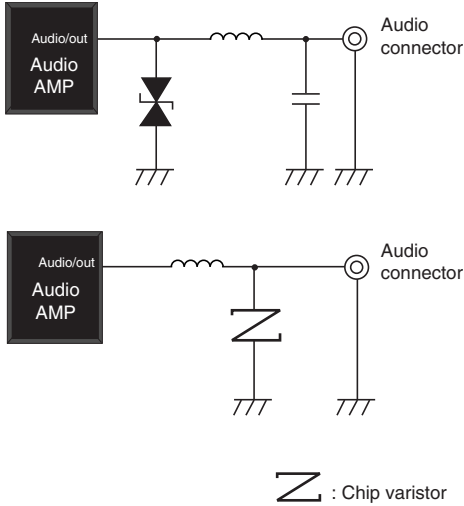 Audio/out
Audio
AMP
Audio
connector
Audio/out
Audio
AMP
Audio
connector
: Chip varistor